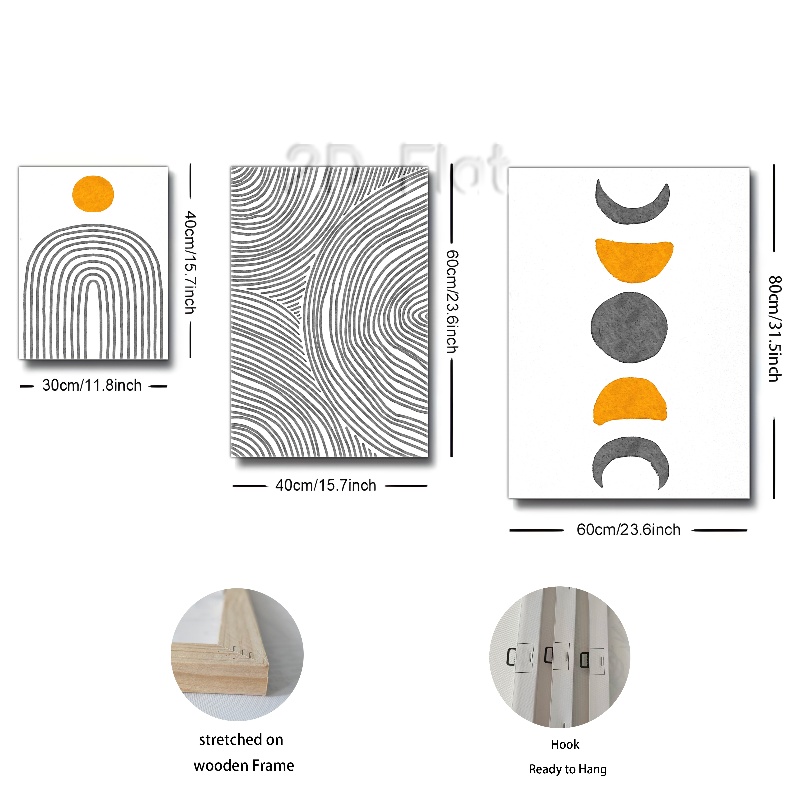 2D Flat
40cm/15.7inch
30cm/11.8inch
60cm/23.6inch
40cm/15.7inch
80cm/31.5inch
60cm/23.6inch
stretched on
wooden Frame
Hook
Ready to Hang